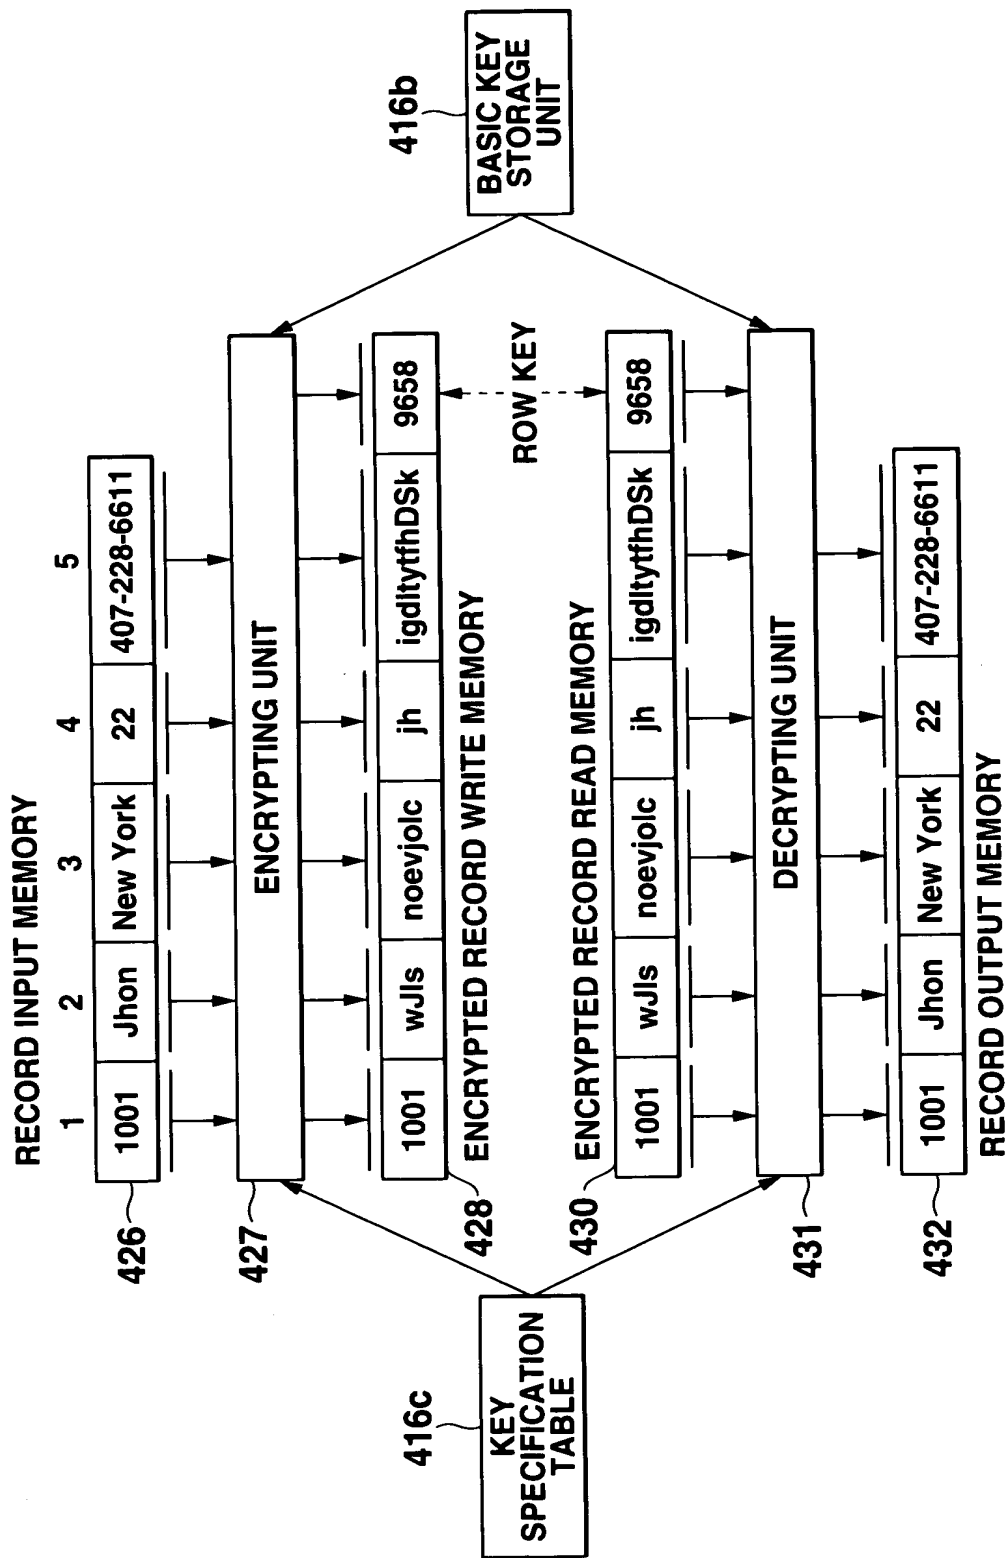 RECORD INPUT MEMORY
1 2 3 4 5
426 1001 Jhon New York 22 407-228-6611
427 ENCRYPTING UNIT
1001 wJls noevjolc jh igdltytfhDSk 9658
428 ENCRYPTED RECORD WRITE MEMORY
416c
KEY
SPECIFICATION
TABLE
ROW KEY
416b
BASIC KEY
STORAGE
UNIT
430 ENCRYPTED RECORD READ MEMORY
1001 wJls noevjolc jh igdltytfhDSk 9658
431 DECRYPTING UNIT
432 1001 Jhon New York 22 407-228-6611
RECORD OUTPUT MEMORY